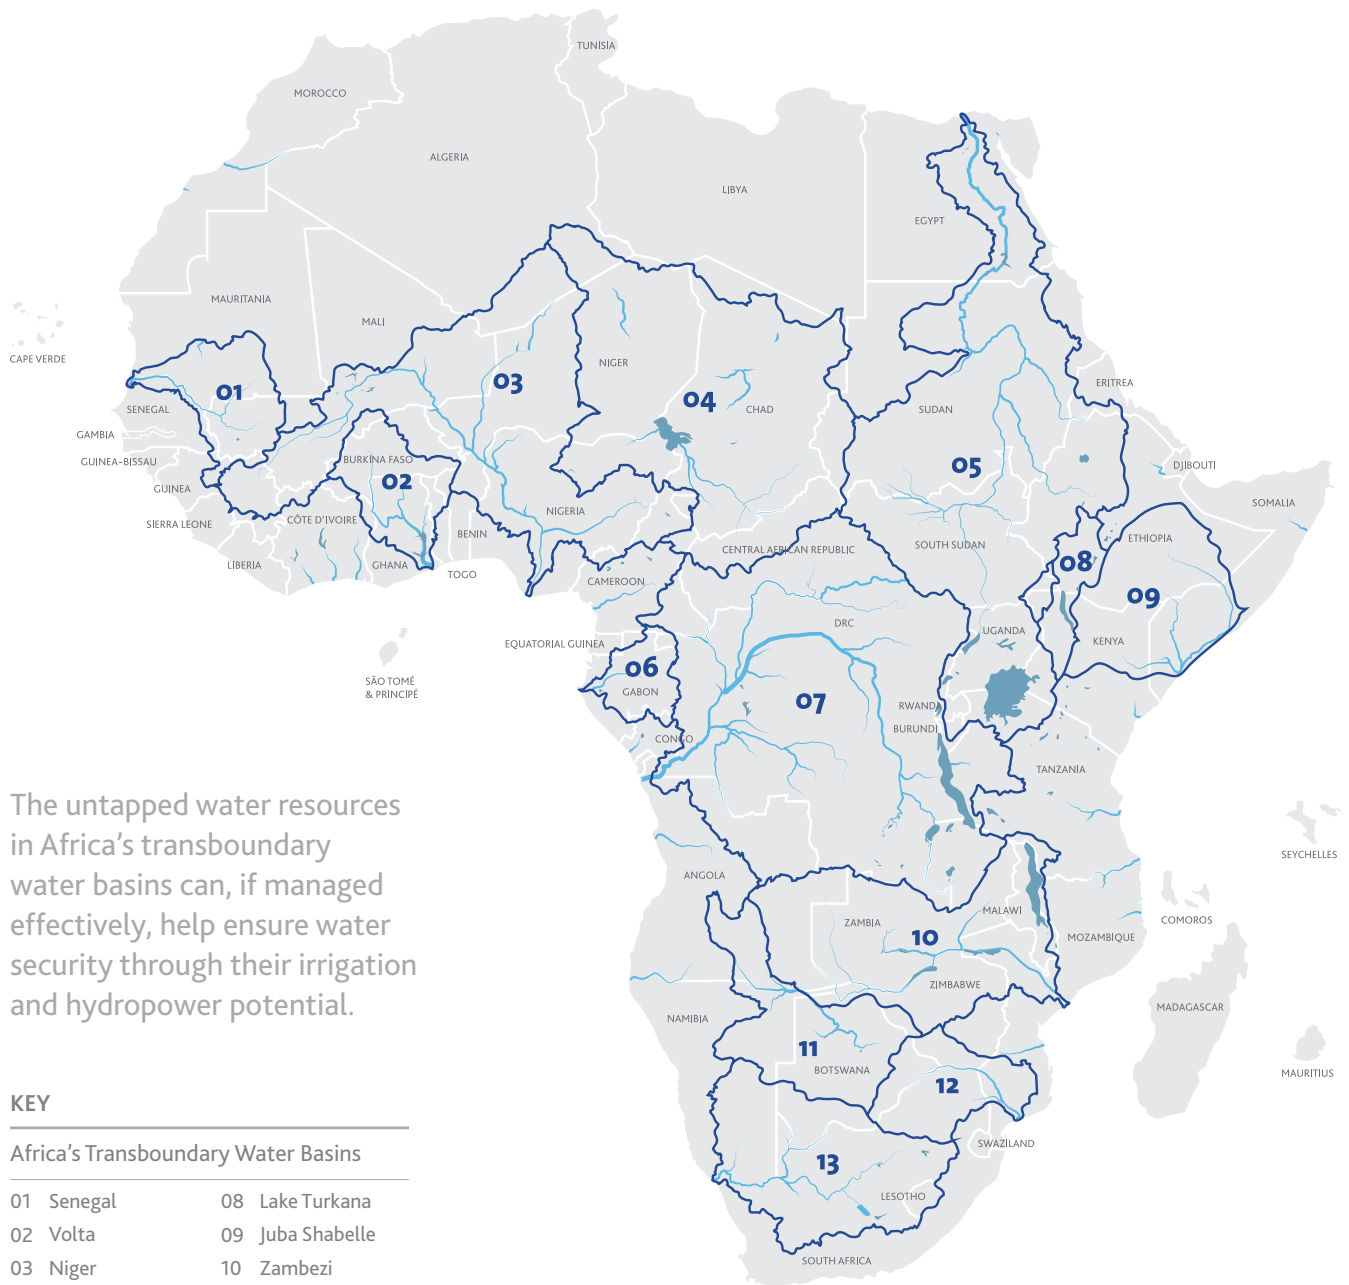 TUNISIA
MOROCCO
ALGERIA
LIBYA
EGYPT
MAURITANIA
MALI
NIGER
CHAD
SUDAN
ERITREA
CAPE VERDE
SENEGAL
GAMBIA
GUINEA-BISSAU
GUINEA
SIERRA LEONE
LIBERIA
CÔTE D'IVOIRE
BURKINA FASO
GHANA
TOGO
BENIN
NIGERIA
CAMEROON
CENTRAL AFRICAN REPUBLIC
SOUTH SUDAN
DJIBOUTI
SOMALIA
ETHIOPIA
EQUATORIAL GUINEA
SÃO TOMÉ
& PRINCIPÉ
GABON
CONGO
DRC
UGANDA
KENYA
RWANDA
BURUNDI
TANZANIA
SEYCHELLES
ANGOLA
ZAMBIA
MALAWI
MOZAMBIQUE
COMOROS
ZIMBABWE
MADAGASCAR
MAURITIUS
NAMIBIA
BOTSWANA
SWAZILAND
LESOTHO
SOUTH AFRICA
01
02
03
04
05
06
07
08
09
10
11
12
13
The untapped water resources
in Africa's transboundary
water basins can, if managed
effectively, help ensure water
security through their irrigation
and hydropower potential.
KEY
Africa's Transboundary Water Basins
01 Senegal
02 Volta
03 Niger
08 Lake Turkana
09 Juba Shabelle
10 Zambezi